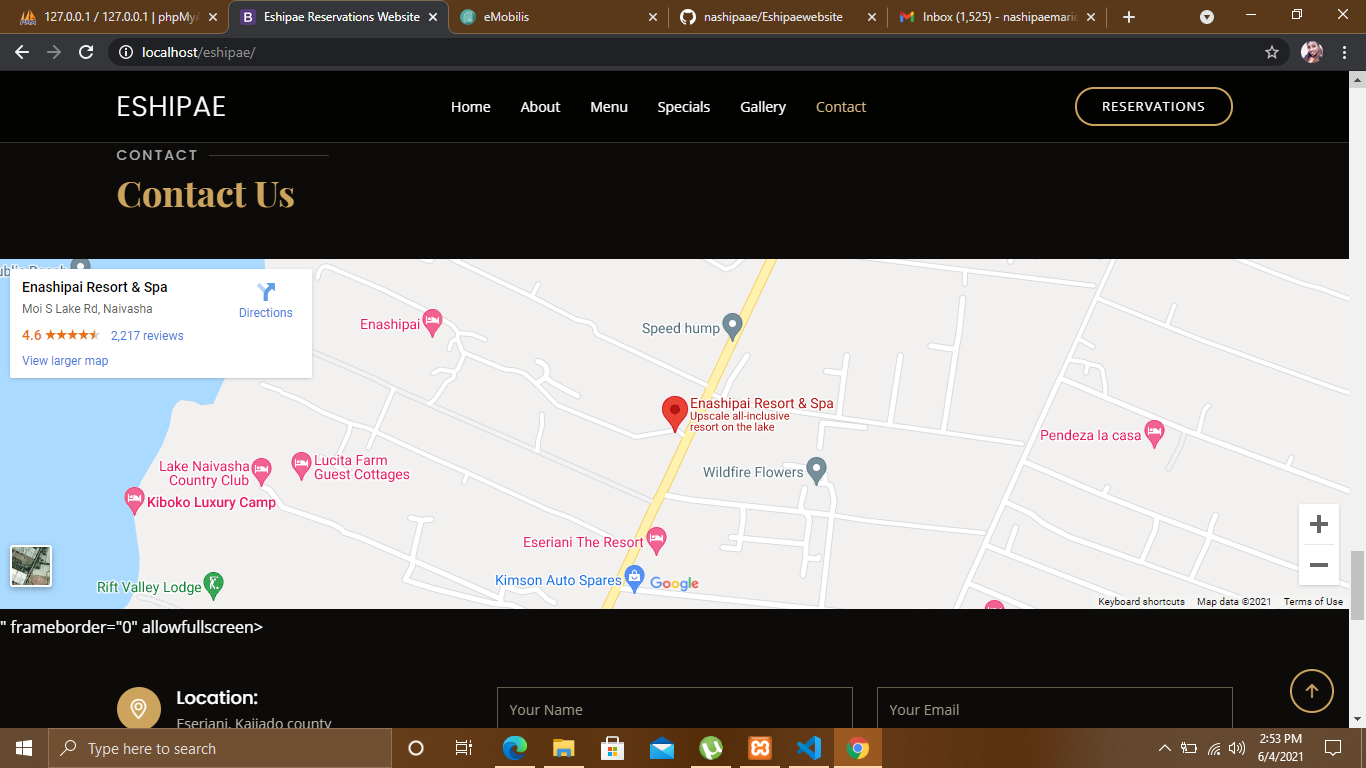 127.0.0.1 / 127.0.0.1 | phpMyA
Eshipae Reservations Website
eMobilis
nashipaae/Eshipaewebsite
Inbox (1,525) - nashipaemarie
localhost/eshipae/
ESHIPAE
Home
About
Menu
Specials
Gallery
Contact
RESERVATIONS
CONTACT
Contact Us
Enashipai Resort & Spa
Moi S Lake Rd, Naivasha
Directions
4.6
2,217 reviews
View larger map
Enashipai
Speed hump
Enashipai Resort & Spa
Upscale all-inclusive
resort on the lake
Pendeza la casa
Lake Naivasha
Country Club
Lucita Farm
Guest Cottages
Wildfire Flowers
Kiboko Luxury Camp
Eseriani The Resort
Kimson Auto Spares
Google
Rift Valley Lodge
Keyboard shortcuts
Map data ©2021
Terms of Use
" frameborder="0" allowfullscreen>
Location:
Eseriani, Kajiado county
Your Name
Your Email
Type here to search
2:53 PM
6/4/2021